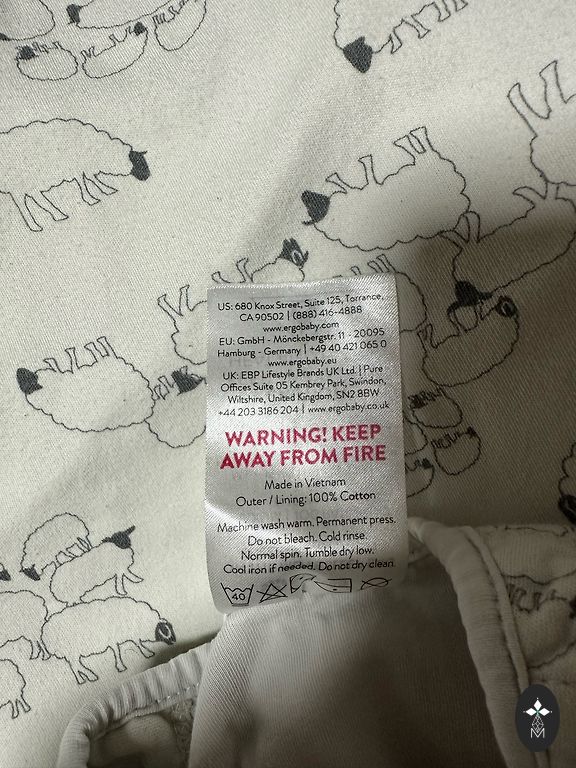 US: 680 Knox Street, Suite 125, Torrance,
CA 90502 | (888) 416-4888
www.ergobaby.com
EU: GmbH - Mönckebergstr. 11 - 20095
Hamburg - Germany | +49 40 421 065 0
www.ergobaby.eu
UK: EBP Lifestyle Brands UK Ltd. | Pure
Offices Suite 05 Kembrey Park, Swindon,
Wiltshire, United Kingdom, SN2 8BW
+44 203 3186 204 | www.ergobaby.co.uk
WARNING! KEEP
AWAY FROM FIRE
Made in Vietnam
Outer / Lining: 100% Cotton
Machine wash warm. Permanent press.
Do not bleach. Cold rinse.
Normal spin. Tumble dry low.
Cool iron if needed. Do not dry clean.
40
M